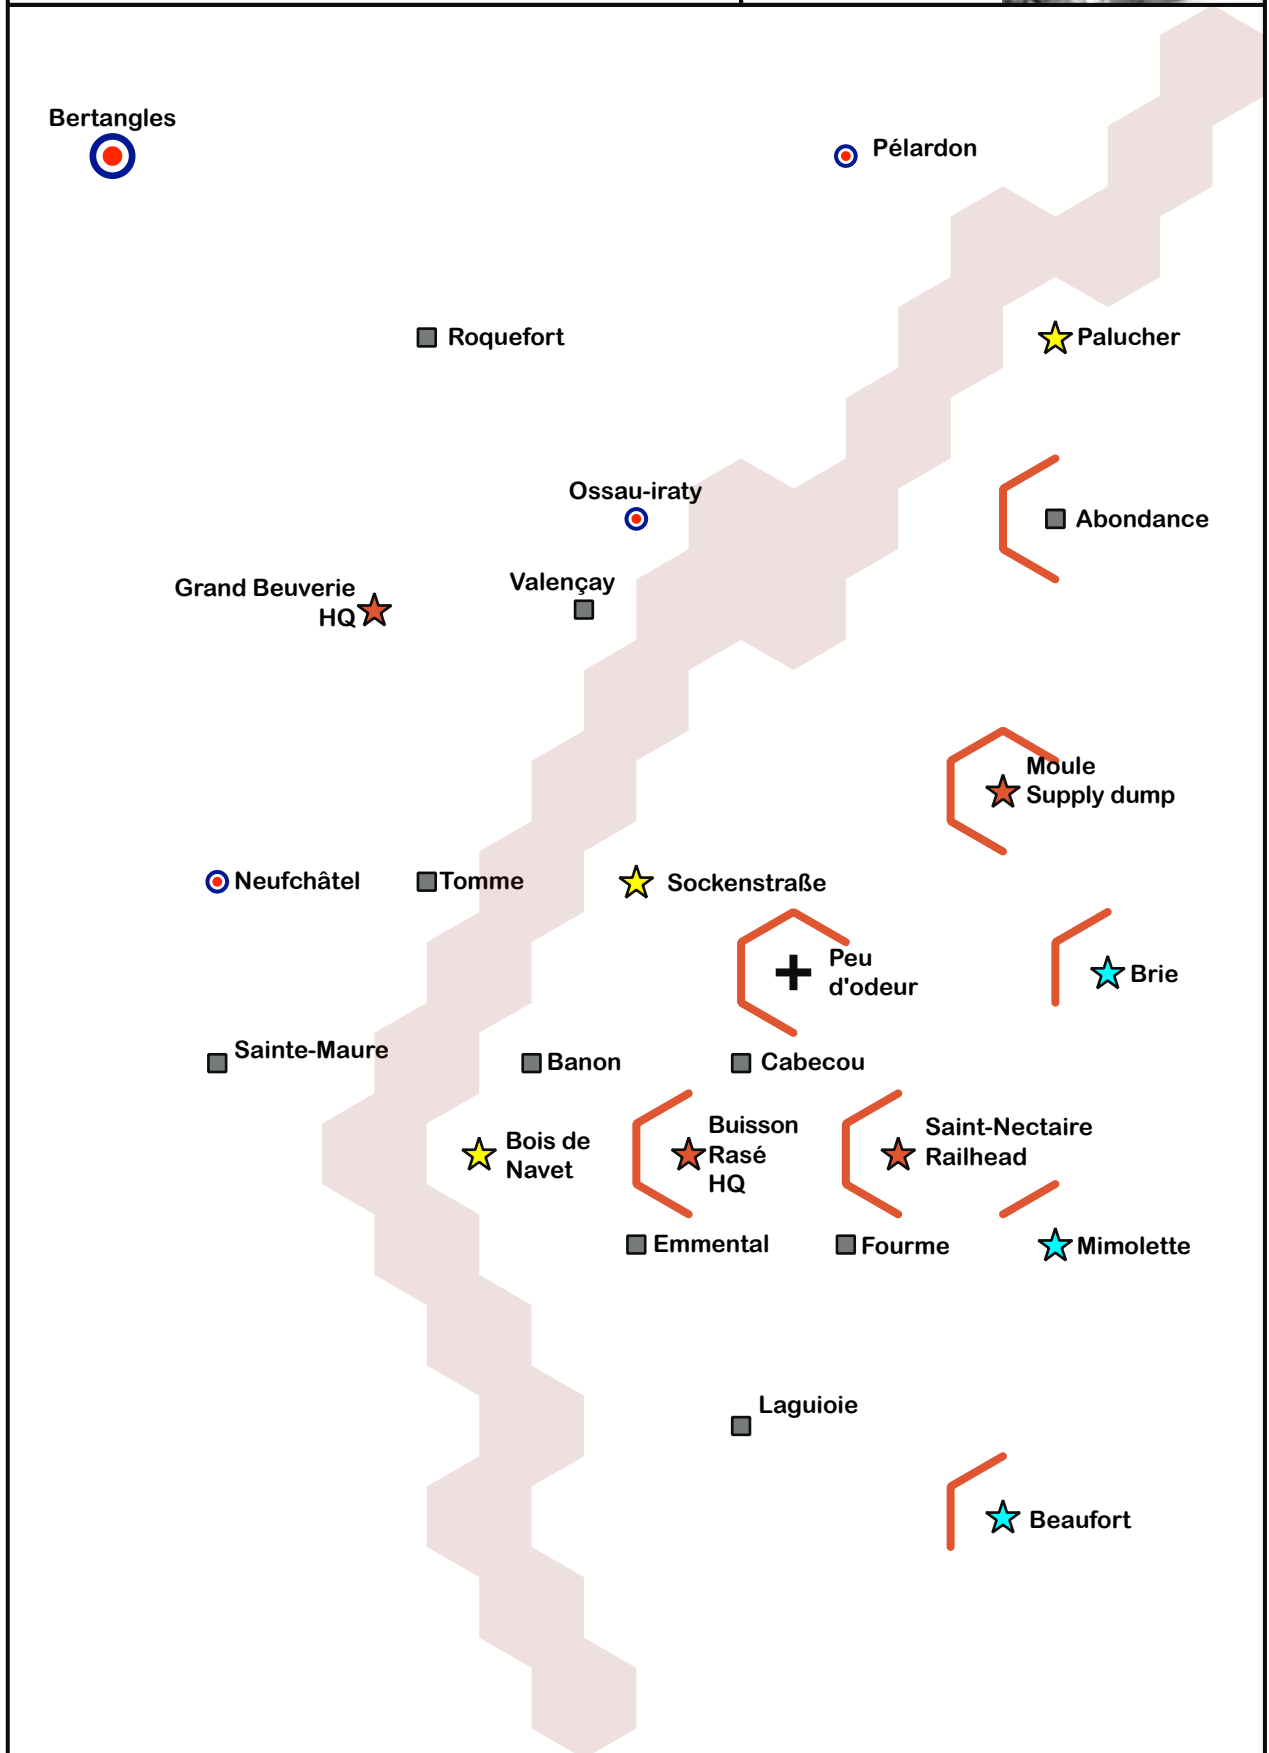 Bertangles
Pélardon
Roquefort
Palucher
Ossau-iraty
Abondance
Grand Beuverie
HQ
Valençay
Moule
Supply dump
Neufchâtel
Tomme
Sockenstraße
Peu
d'odeur
Brie
Sainte-Maure
Banon
Cabecou
Bois de
Navet
Buisson
Rasé
HQ
Saint-Nectaire
Railhead
Emmental
Fourme
Mimolette
Laguioie
Beaufort